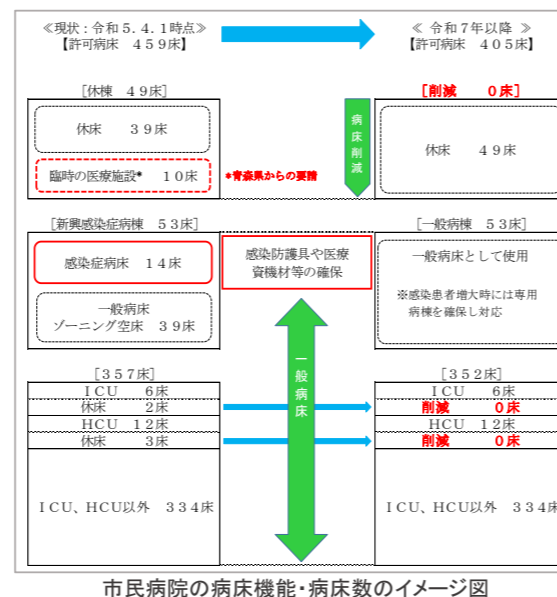 ≪現状：令和５．４．１時点≫
【許可病床 ４５９床】
≪ 令和７年以降 ≫
【許可病床 ４０５床】
［休棟 ４９床］
休床 ３９床
臨時の医療施設* １０床
*青森県からの要請
病床削減
［削減 ０床］
休床 ４９床
［新興感染症病棟 ５３床］
感染症病床 １４床
一般病床
ゾーニング空床 ３９床
感染防護具や医療
資機材等の確保
［一般病棟 ５３床］
一般病床として使用
※感染患者増大時には専用
病棟を確保し対応
［３５７床］
ＩＣＵ ６床
休床 ２床
ＨＣＵ １２床
休床 ３床
ＩＣＵ、ＨＣＵ以外 ３３４床
一般病床
［３５２床］
ＩＣＵ ６床
削減 ０床
ＨＣＵ １２床
削減 ０床
ＩＣＵ、ＨＣＵ以外 ３３４床
市民病院の病床機能・病床数のイメージ図